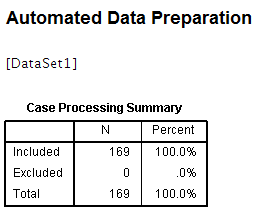 Automated Data Preparation
[DataSet1]
Case Processing Summary
N Percent
Included 169 100.0%
Excluded 0 .0%
Total 169 100.0%